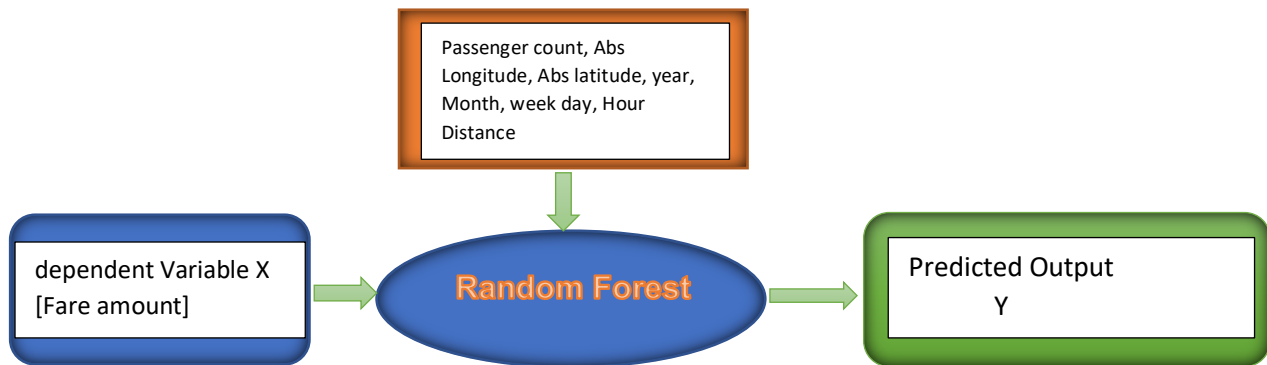 Passenger count, Abs
Longitude, Abs latitude, year,
Month, week day, Hour
Distance
dependent Variable X
[Fare amount]
Random Forest
Predicted Output
Y